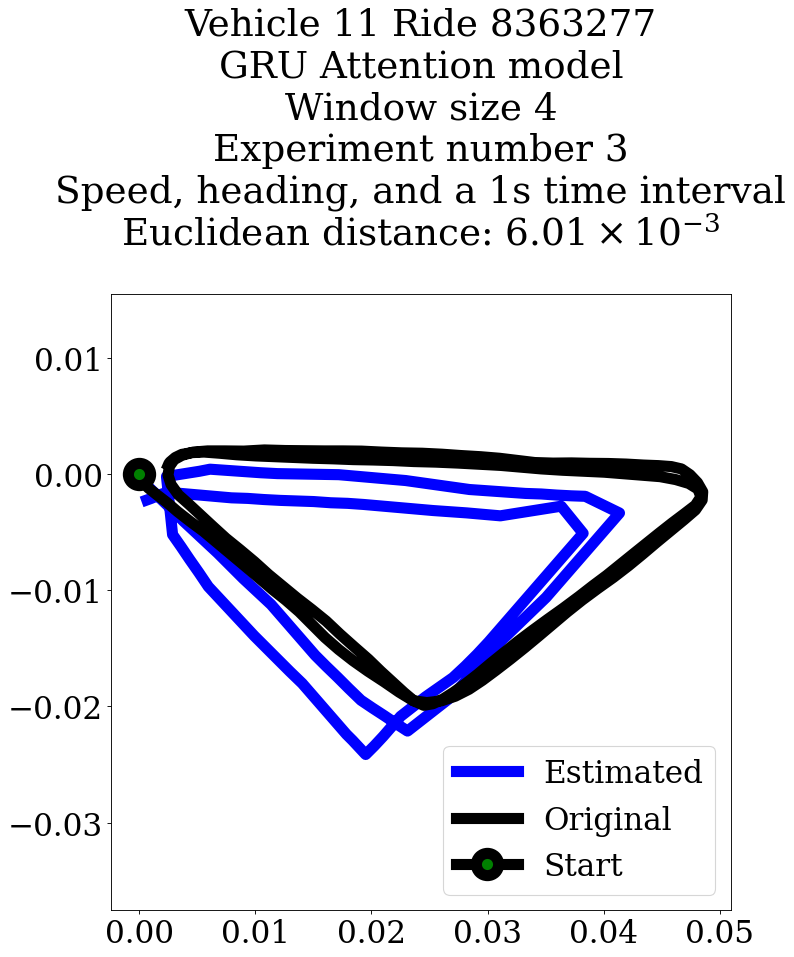 Vehicle 11 Ride 8363277
GRU Attention model
Window size 4
Experiment number 3
Speed, heading, and a 1s time interval
Euclidean distance: 6.01 × 10⁻³
0.01
0.00
−0.01
−0.02
−0.03
Estimated
Original
Start
0.00 0.01 0.02 0.03 0.04 0.05